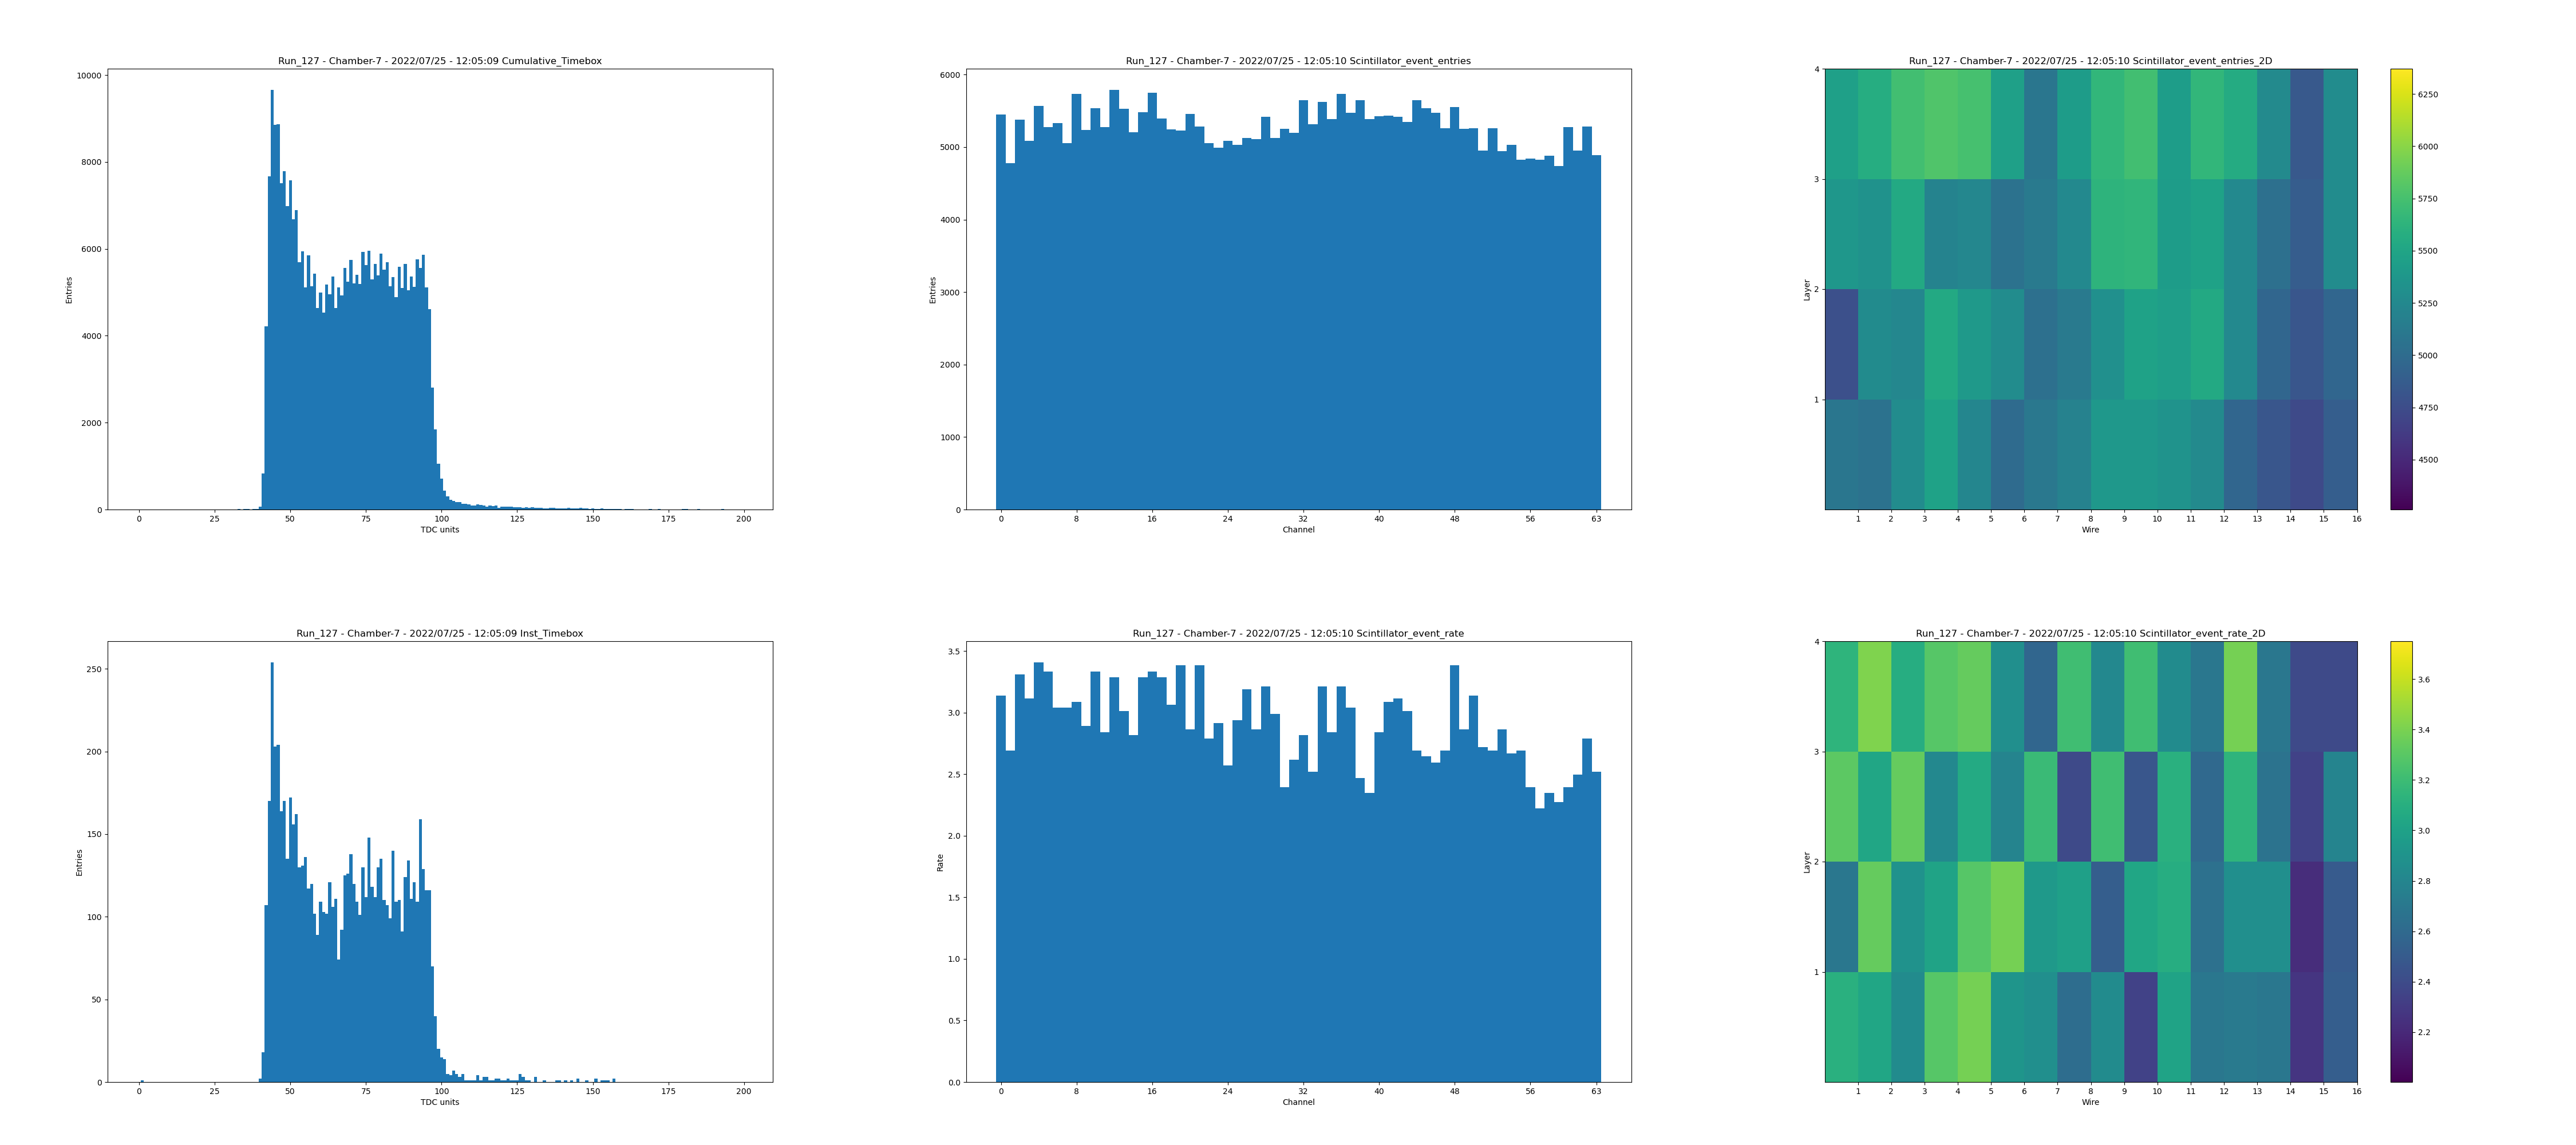 Run_127 - Chamber-7 - 2022/07/25 - 12:05:09 Cumulative_Timebox
10000
8000
6000
4000
2000
0
Entries
0 25 50 75 100 125 150 175 200
TDC units
Run_127 - Chamber-7 - 2022/07/25 - 12:05:10 Scintillator_event_entries
6000
5000
4000
3000
2000
1000
0
Entries
0 8 16 24 32 40 48 56 63
Channel
Run_127 - Chamber-7 - 2022/07/25 - 12:05:10 Scintillator_event_entries_2D
4
3
2
1
Layer
1 2 3 4 5 6 7 8 9 10 11 12 13 14 15 16
Wire
6250
6000
5750
5500
5250
5000
4750
4500
Run_127 - Chamber-7 - 2022/07/25 - 12:05:09 Inst_Timebox
250
200
150
100
50
0
Entries
0 25 50 75 100 125 150 175 200
TDC units
Run_127 - Chamber-7 - 2022/07/25 - 12:05:10 Scintillator_event_rate
3.5
3.0
2.5
2.0
1.5
1.0
0.5
0.0
Rate
0 8 16 24 32 40 48 56 63
Channel
Run_127 - Chamber-7 - 2022/07/25 - 12:05:10 Scintillator_event_rate_2D
4
3
2
1
Layer
1 2 3 4 5 6 7 8 9 10 11 12 13 14 15 16
Wire
3.6
3.4
3.2
3.0
2.8
2.6
2.4
2.2